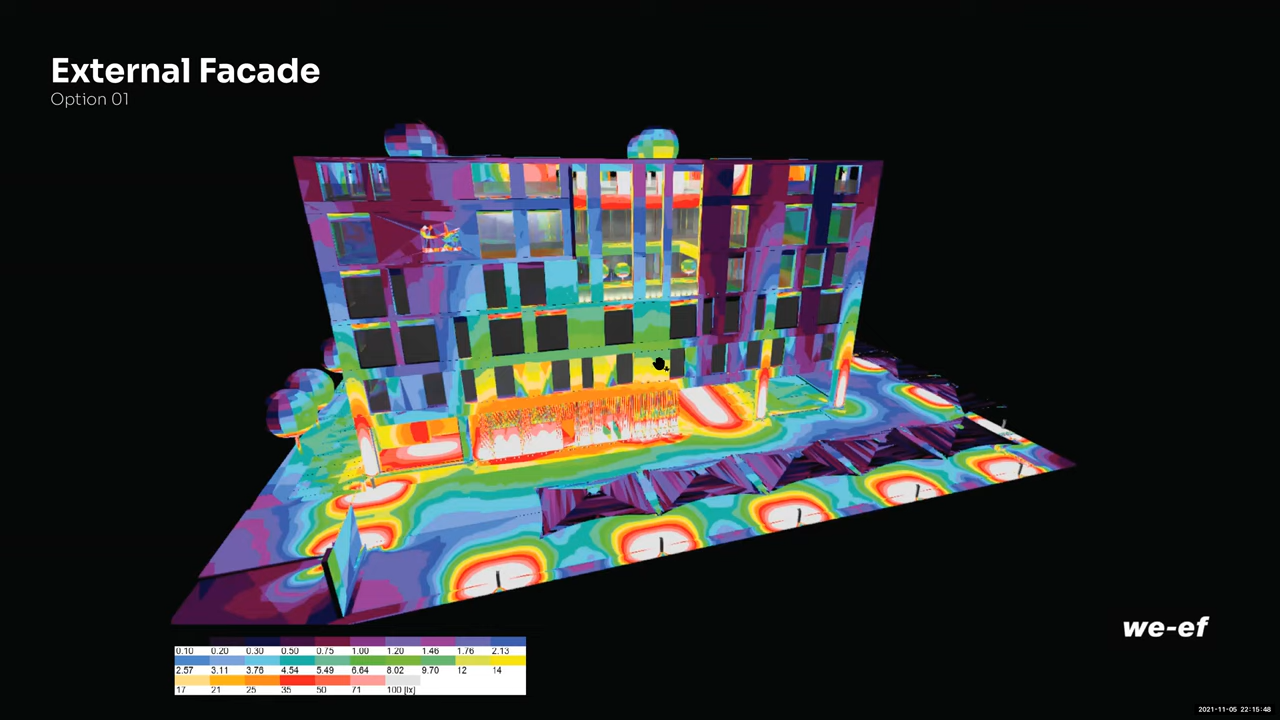 External Facade
Option 01
we-ef
0.10 0.20 0.30 0.50 0.75 1.00 1.20 1.46 1.76 2.13
2.57 3.11 3.76 4.54 5.49 6.64 8.02 9.70 12 14
17 21 25 35 50 71 100 [lx]
2021-11-05 22:15:48